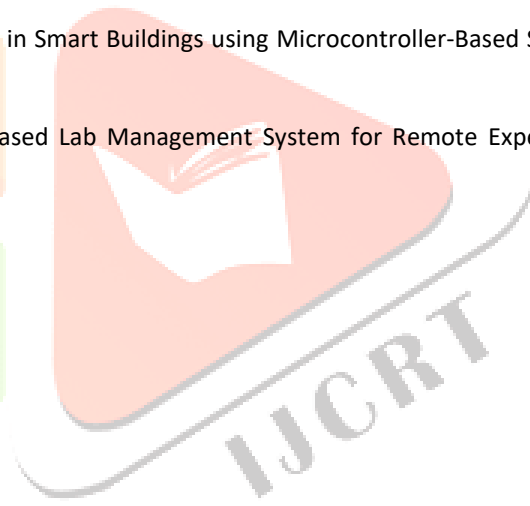 in Smart Buildings using Microcontroller-Based S
ased Lab Management System for Remote Expe
IJCRT